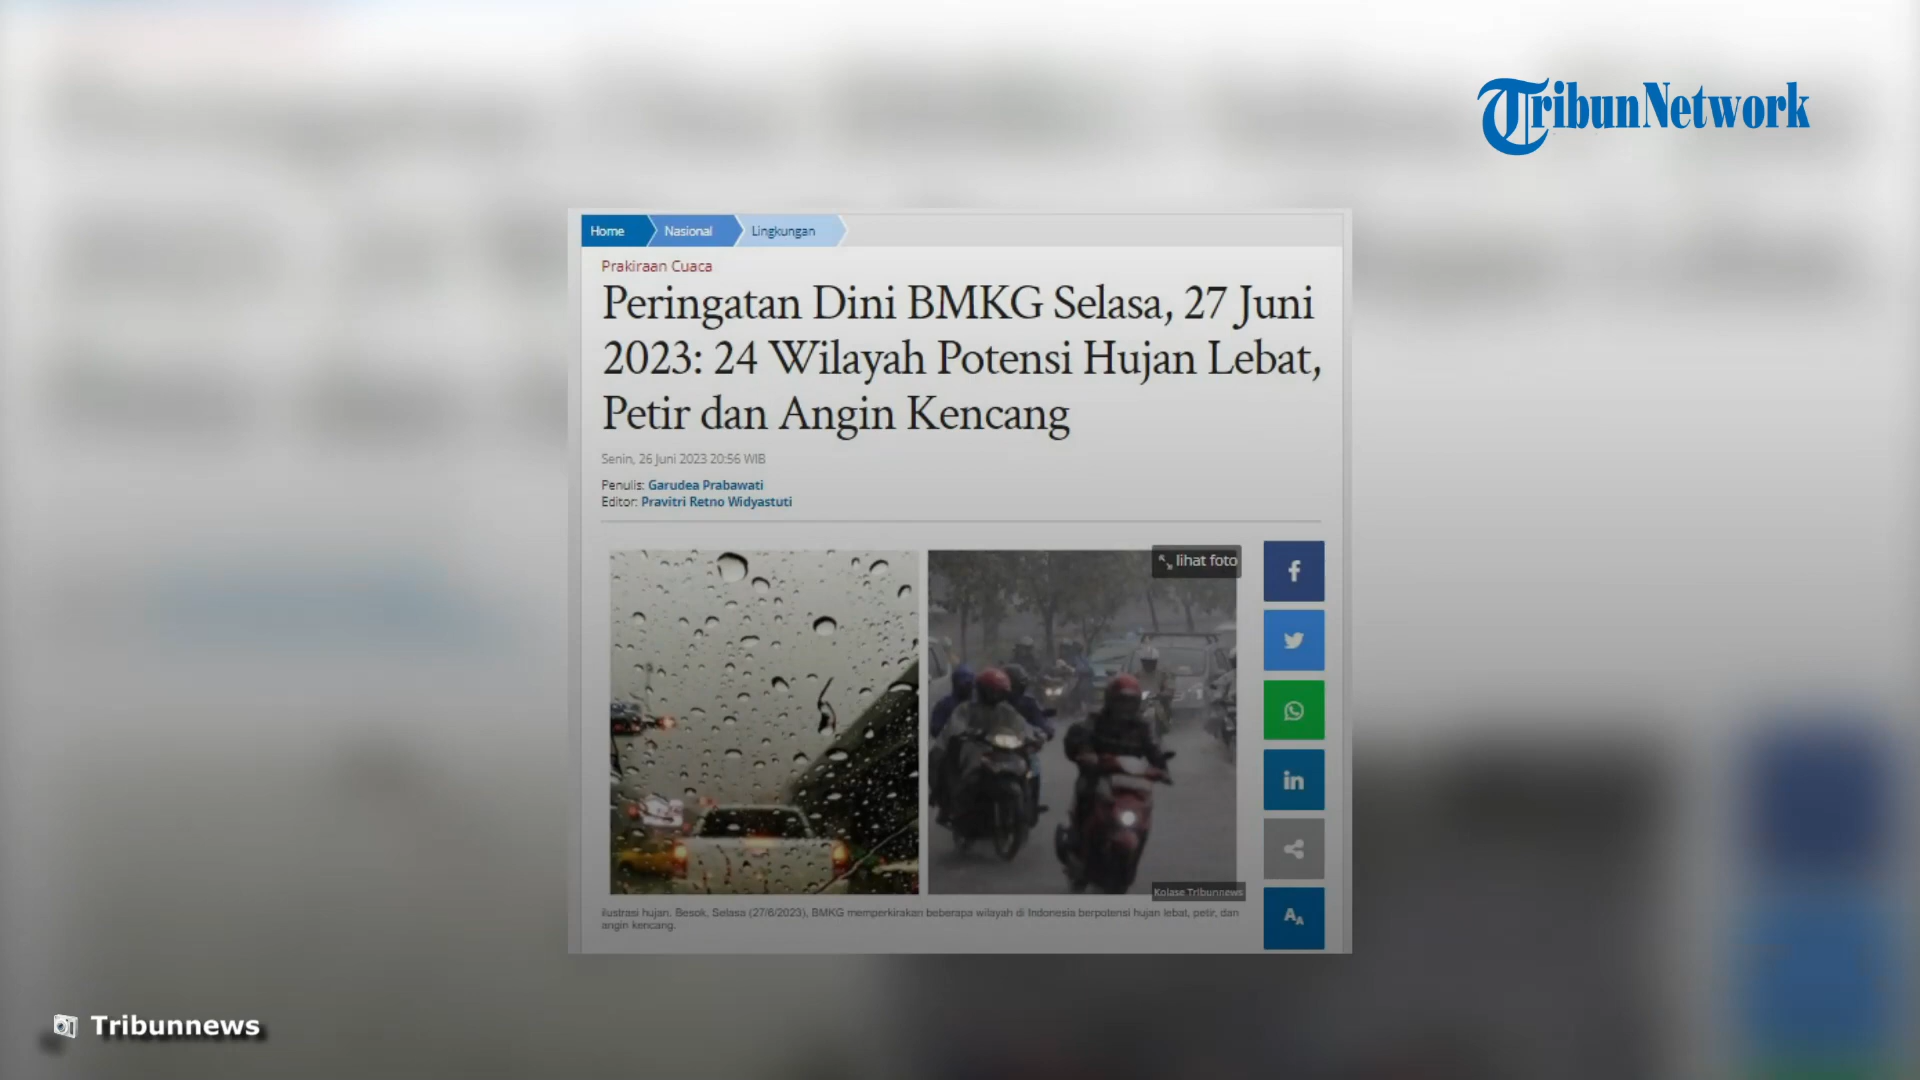 TribunNetwork
Home Nasional Lingkungan
Prakiraan Cuaca
Peringatan Dini BMKG Selasa, 27 Juni
2023: 24 Wilayah Potensi Hujan Lebat,
Petir dan Angin Kencang
Senin, 26 Juni 2023 20:56 WIB
Penulis: Garudea Prabawati
Editor: Pravitri Retno Widyastuti
lihat foto
Kolase Tribunnews
ilustrasi hujan. Besok, Selasa (27/6/2023), BMKG memperkirakan beberapa wilayah di Indonesia berpotensi hujan lebat, petir, dan
angin kencang.
f
in
AA
Tribunnews